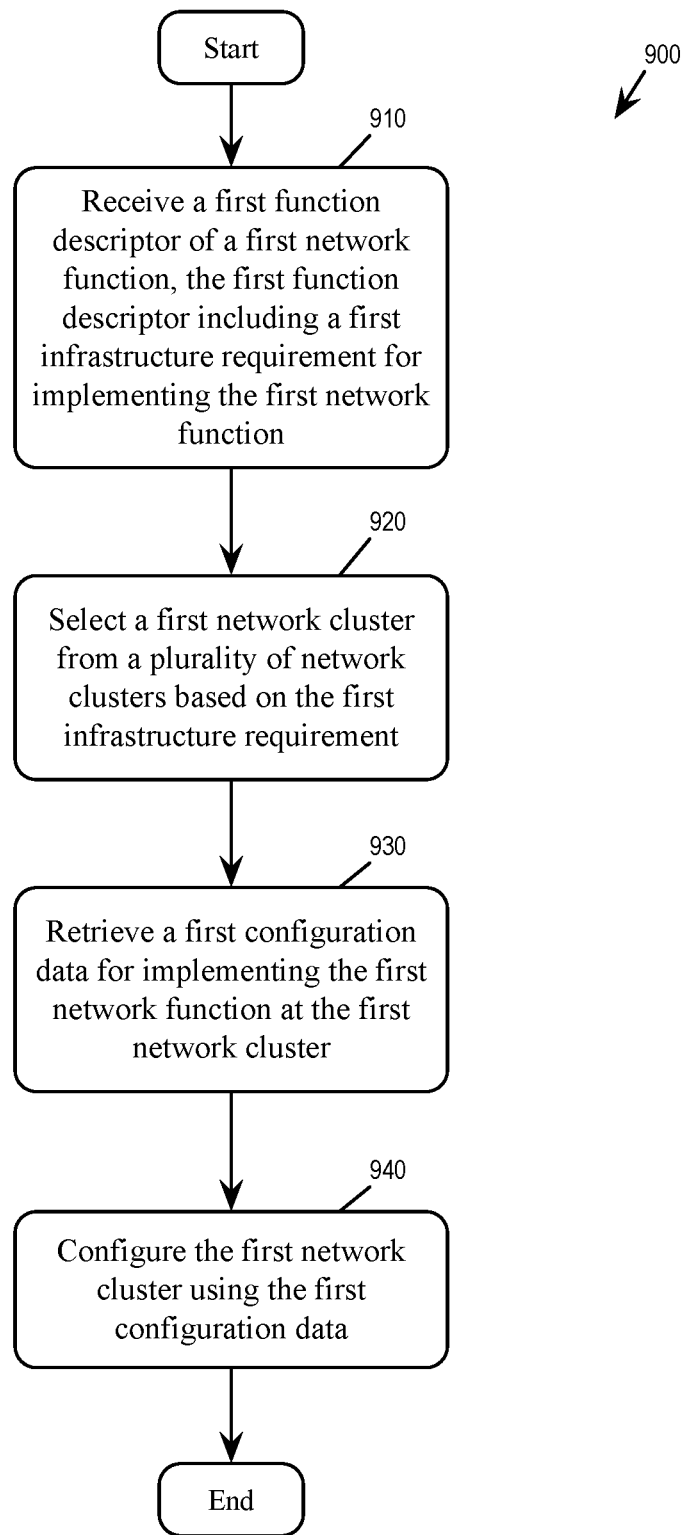 Start
900
910
Receive a first function
descriptor of a first network
function, the first function
descriptor including a first
infrastructure requirement for
implementing the first network
function
920
Select a first network cluster
from a plurality of network
clusters based on the first
infrastructure requirement
930
Retrieve a first configuration
data for implementing the first
network function at the first
network cluster
940
Configure the first network
cluster using the first
configuration data
End